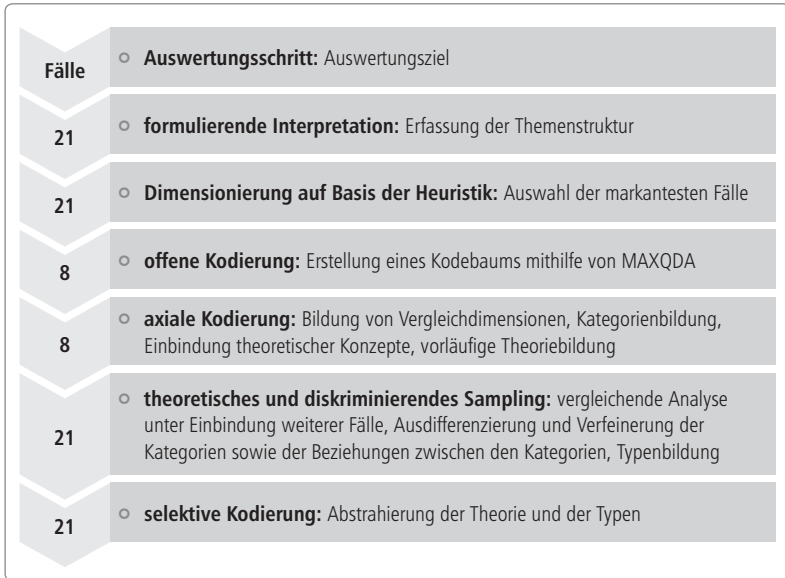 Fälle
Auswertungsschritt: Auswertungsziel
21
formulierende Interpretation: Erfassung der Themenstruktur
21
Dimensionierung auf Basis der Heuristik: Auswahl der markantesten Fälle
8
offene Kodierung: Erstellung eines Kodebaums mithilfe von MAXQDA
8
axiale Kodierung: Bildung von Vergleichdimensionen, Kategorienbildung,
Einbindung theoretischer Konzepte, vorläufige Theoriebildung
21
theoretisches und diskriminierendes Sampling: vergleichende Analyse
unter Einbindung weiterer Fälle, Ausdifferenzierung und Verfeinerung der
Kategorien sowie der Beziehungen zwischen den Kategorien, Typenbildung
21
selektive Kodierung: Abstrahierung der Theorie und der Typen